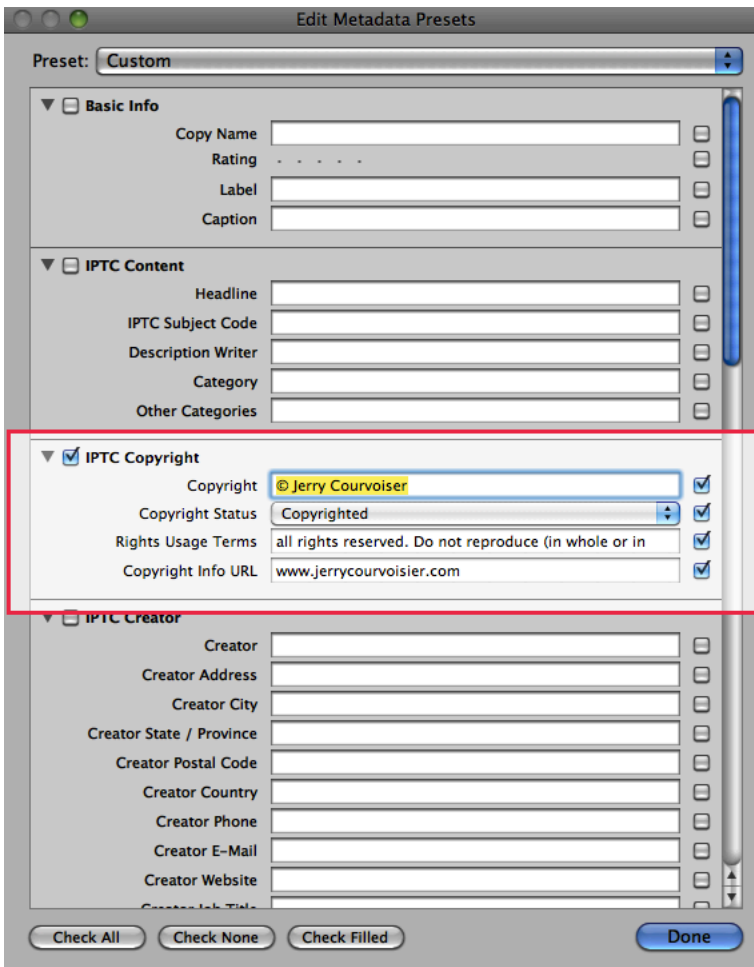 Edit Metadata Presets
Preset: Custom
Basic Info
Copy Name
Rating . . . . .
Label
Caption
IPTC Content
Headline
IPTC Subject Code
Description Writer
Category
Other Categories
IPTC Copyright
Copyright © Jerry Courvoiser
Copyright Status Copyrighted
Rights Usage Terms all rights reserved. Do not reproduce (in whole or in
Copyright Info URL www.jerrycourvoisier.com
IPTC Creator
Creator
Creator Address
Creator City
Creator State / Province
Creator Postal Code
Creator Country
Creator Phone
Creator E-Mail
Creator Website
Creator Job Title
Check All Check None Check Filled Done